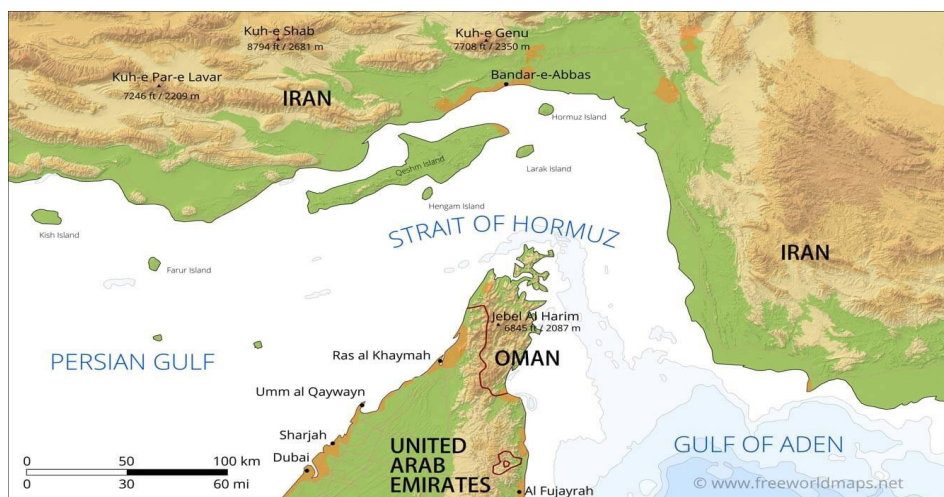 Kuh-e Shab
8794 ft / 2681 m
Kuh-e Genu
7708 ft / 2350 m
Kuh-e Par-e Lavar
7246 ft / 2209 m
IRAN
Bandar-e-Abbas
Hormuz Island
Qeshm Island
Larak Island
Hengam Island
Kish Island
STRAIT OF HORMUZ
IRAN
Farur Island
Jebel Al Harim
6845 ft / 2087 m
PERSIAN GULF
Ras al Khaymah
OMAN
Umm al Qaywayn
Sharjah
UNITED
ARAB
EMIRATES
GULF OF ADEN
Dubai
0 50 100 km
0 30 60 mi
Al Fujayrah
© www.freeworldmaps.net